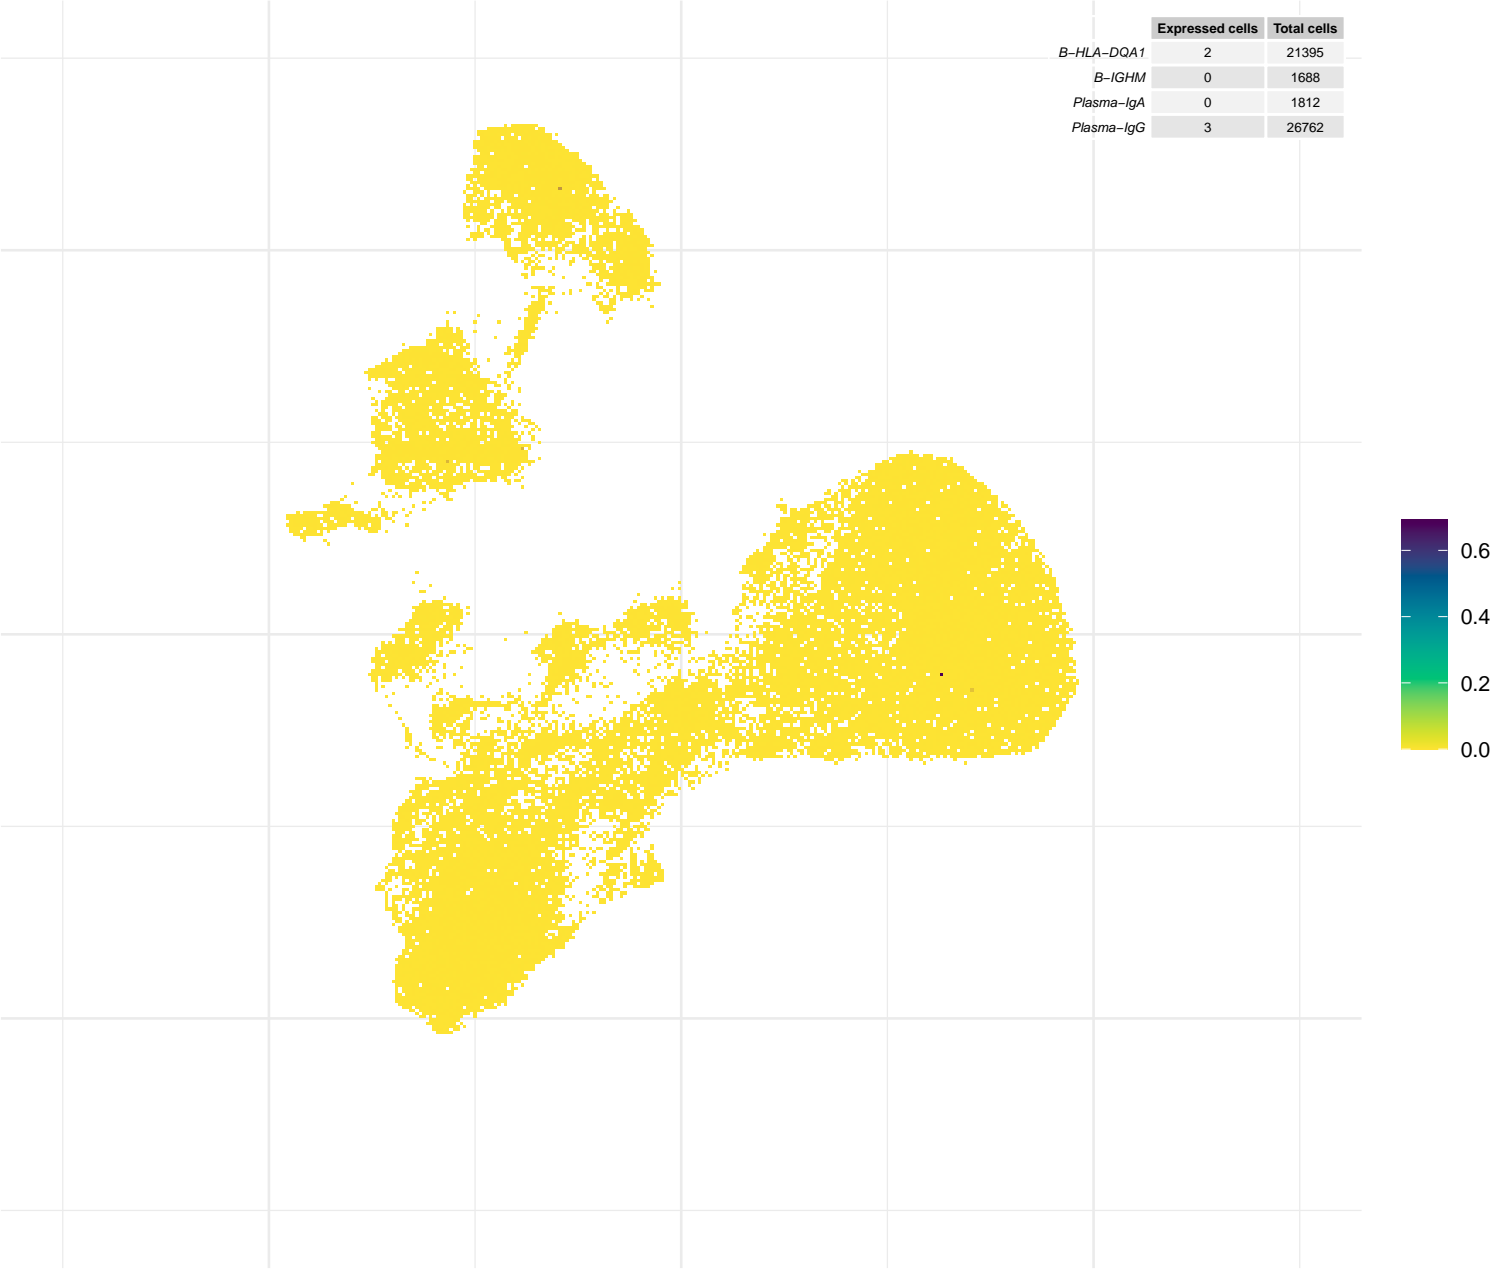 Expressed cells Total cells
B−HLA−DQA1 2 21395
B−IGHM 0 1688
Plasma−IgA 0 1812
Plasma−IgG 3 26762
0.6
0.4
0.2
0.0